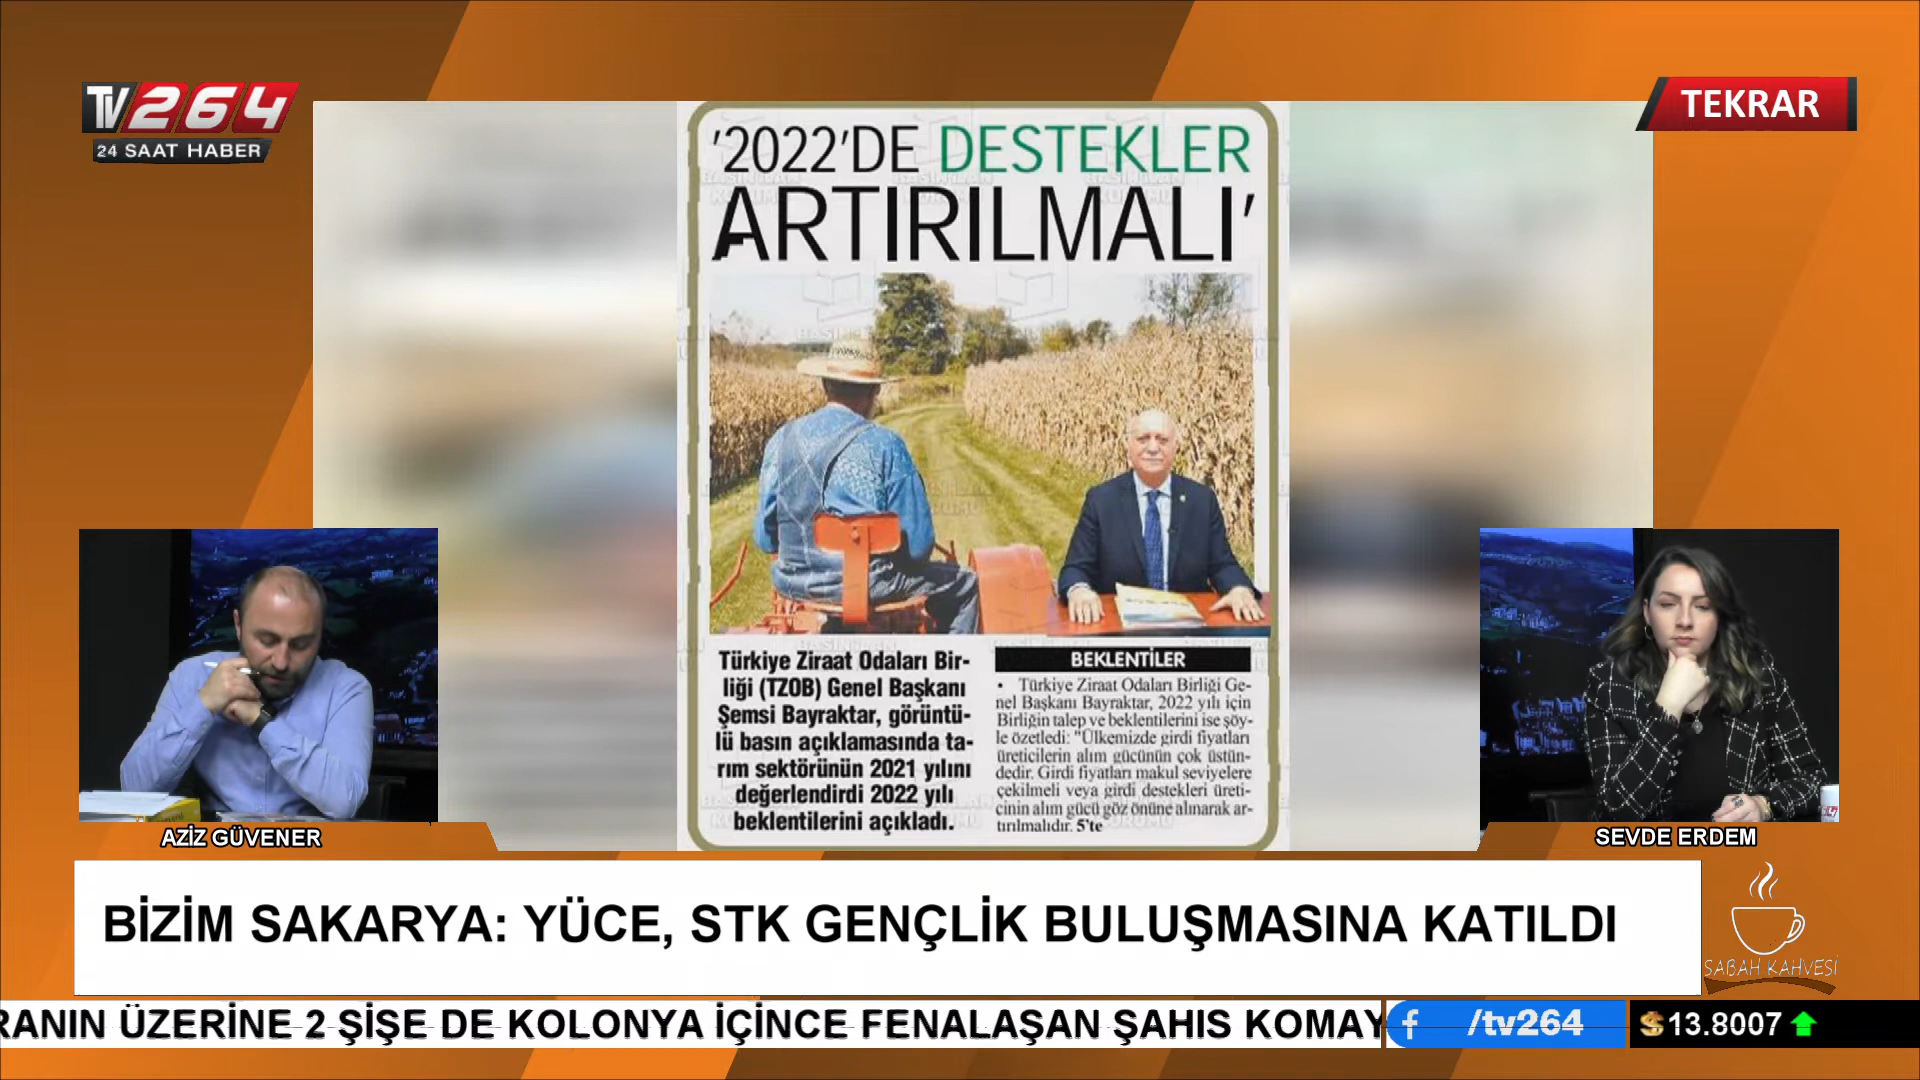 TV264
24 SAAT HABER
TEKRAR
'2022'DE DESTEKLER
ARTIRILMALI'
Türkiye Ziraat Odaları Bir-
liği (TZOB) Genel Başkanı
Şemsi Bayraktar, görüntü-
lü basın açıklamasında ta-
rım sektörünün 2021 yılını
değerlendirdi 2022 yılı
beklentilerini açıkladı.
BEKLENTİLER
• Türkiye Ziraat Odaları Birliği Ge-
nel Başkanı Bayraktar, 2022 yılı için
Birliğin talep ve beklentilerini ise şöy-
le özetledi: "Ülkemizde girdi fiyatları
üreticilerin alım gücünün çok üstün-
dedir. Girdi fiyatları makul seviyelere
çekilmeli veya girdi destekleri üreti-
cinin alım gücü göz önüne alınarak ar-
tırılmalıdır. 5'te
AZİZ GÜVENER
SEVDE ERDEM
BİZİM SAKARYA: YÜCE, STK GENÇLİK BULUŞMASINA KATILDI
SABAH KAHVESİ
RANIN ÜZERİNE 2 ŞİŞE DE KOLONYA İÇİNCE FENALAŞAN ŞAHIS KOMAY
f /tv264
$13.8007